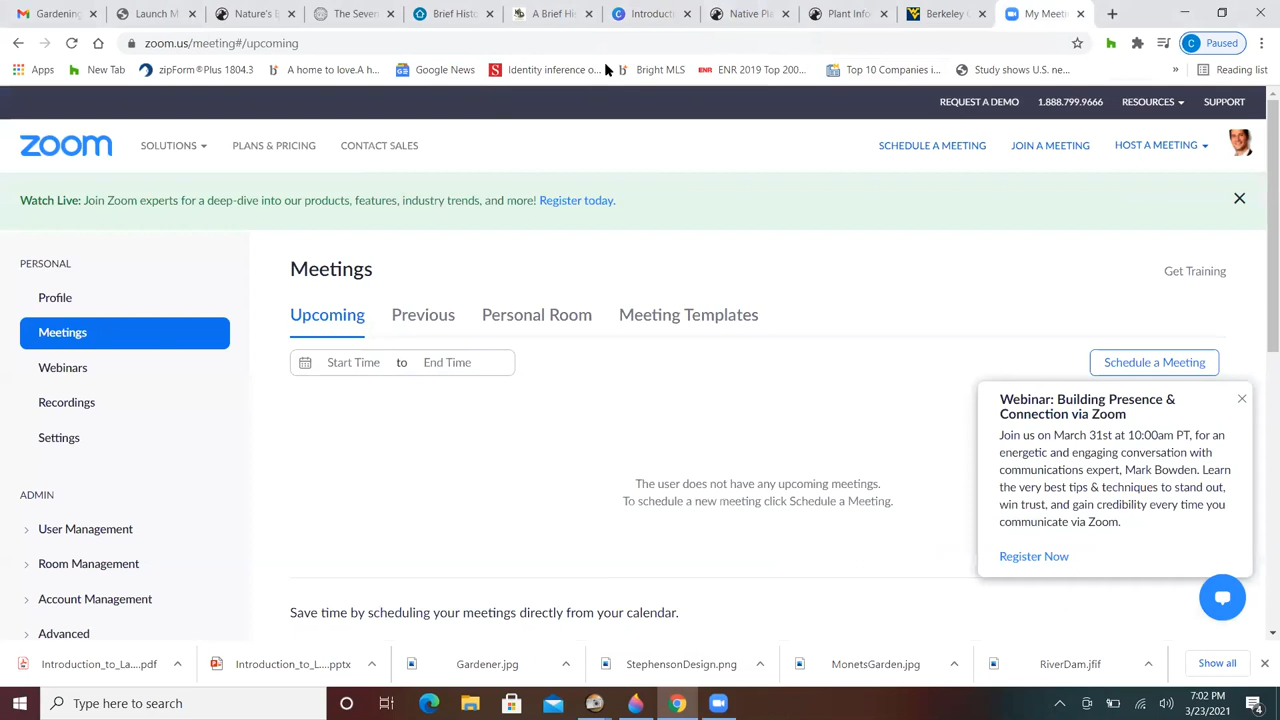 Gardening
Launch M
Nature's B
The Seven
Brief Hist
A Brief Hi
Introducti
Native Pla
Plant Info
Berkeley
My Meeti
zoom.us/meeting#/upcoming
C
Paused
Apps
New Tab
zipForm®Plus 1804.3
A home to love.A h...
Google News
Identity inference o...
Bright MLS
ENR 2019 Top 200...
Top 10 Companies i...
Study shows U.S. ne...
»
Reading list
REQUEST A DEMO
1.888.799.9666
RESOURCES
SUPPORT
zoom
SOLUTIONS
PLANS & PRICING
CONTACT SALES
SCHEDULE A MEETING
JOIN A MEETING
HOST A MEETING
Watch Live: Join Zoom experts for a deep-dive into our products, features, industry trends, and more! Register today.
PERSONAL
Profile
Meetings
Webinars
Recordings
Settings
ADMIN
User Management
Room Management
Account Management
Advanced
Meetings
Get Training
Upcoming
Previous
Personal Room
Meeting Templates
Start Time to End Time
Schedule a Meeting
The user does not have any upcoming meetings.
To schedule a new meeting click Schedule a Meeting.
Webinar: Building Presence &
Connection via Zoom
Join us on March 31st at 10:00am PT, for an
energetic and engaging conversation with
communications expert, Mark Bowden. Learn
the very best tips & techniques to stand out,
win trust, and gain credibility every time you
communicate via Zoom.
Register Now
Save time by scheduling your meetings directly from your calendar.
Introduction_to_La....pdf
Introduction_to_L....pptx
Gardener.jpg
StephensonDesign.png
MonetsGarden.jpg
RiverDam.jfif
Show all
Type here to search
7:02 PM
3/23/2021
4